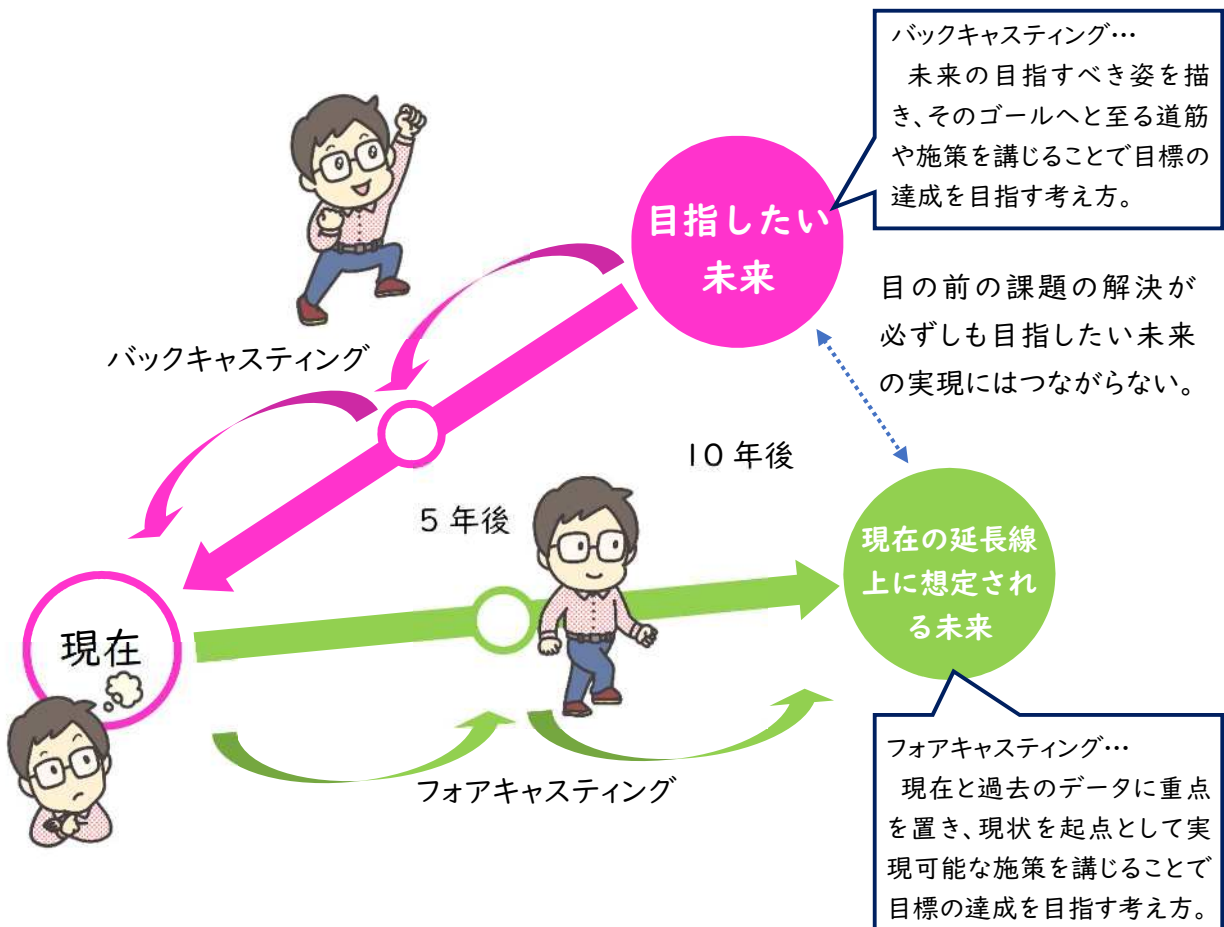 バックキャスティング…
未来の目指すべき姿を描
き、そのゴールへと至る道筋
や施策を講じることで目標の
達成を目指す考え方。
目指したい
未来
目の前の課題の解決が
必ずしも目指したい未来
の実現にはつながらない。
バックキャスティング
10年後
5年後
現在の延長線
上に想定され
る未来
現在
フォアキャスティング
フォアキャスティング…
現在と過去のデータに重点
を置き、現状を起点として実
現可能な施策を講じることで
目標の達成を目指す考え方。